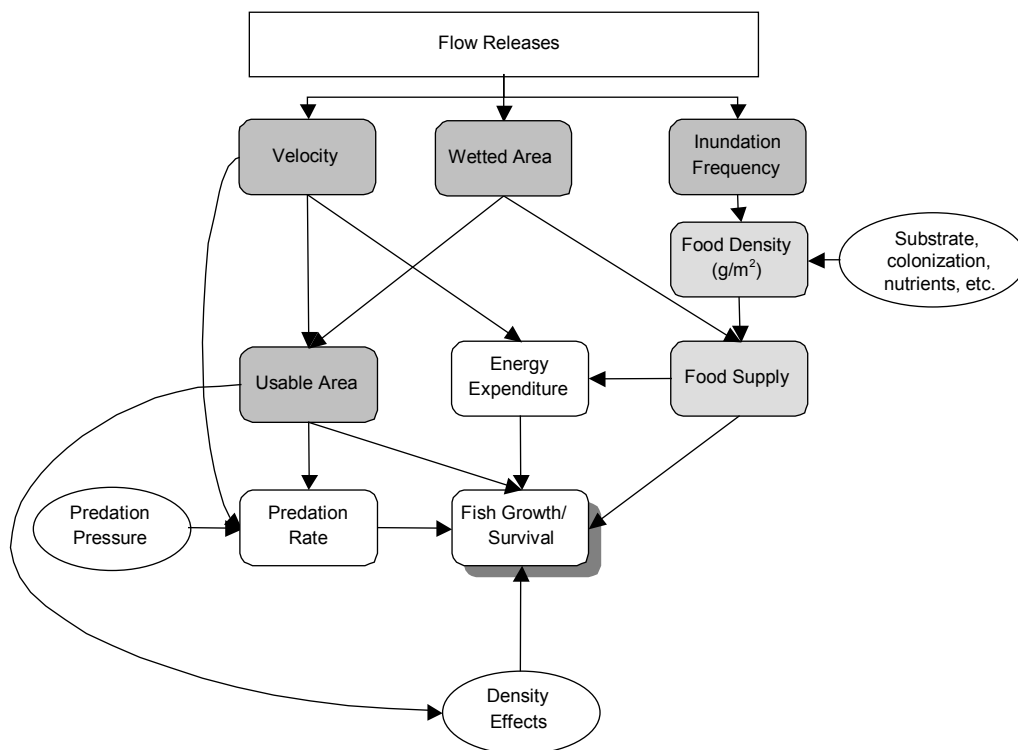 Flow Releases
Velocity
Wetted Area
Inundation
Frequency
Food Density
(g/m²)
Substrate,
colonization,
nutrients, etc.
Usable Area
Energy
Expenditure
Food Supply
Predation
Pressure
Predation
Rate
Fish Growth/
Survival
Density
Effects